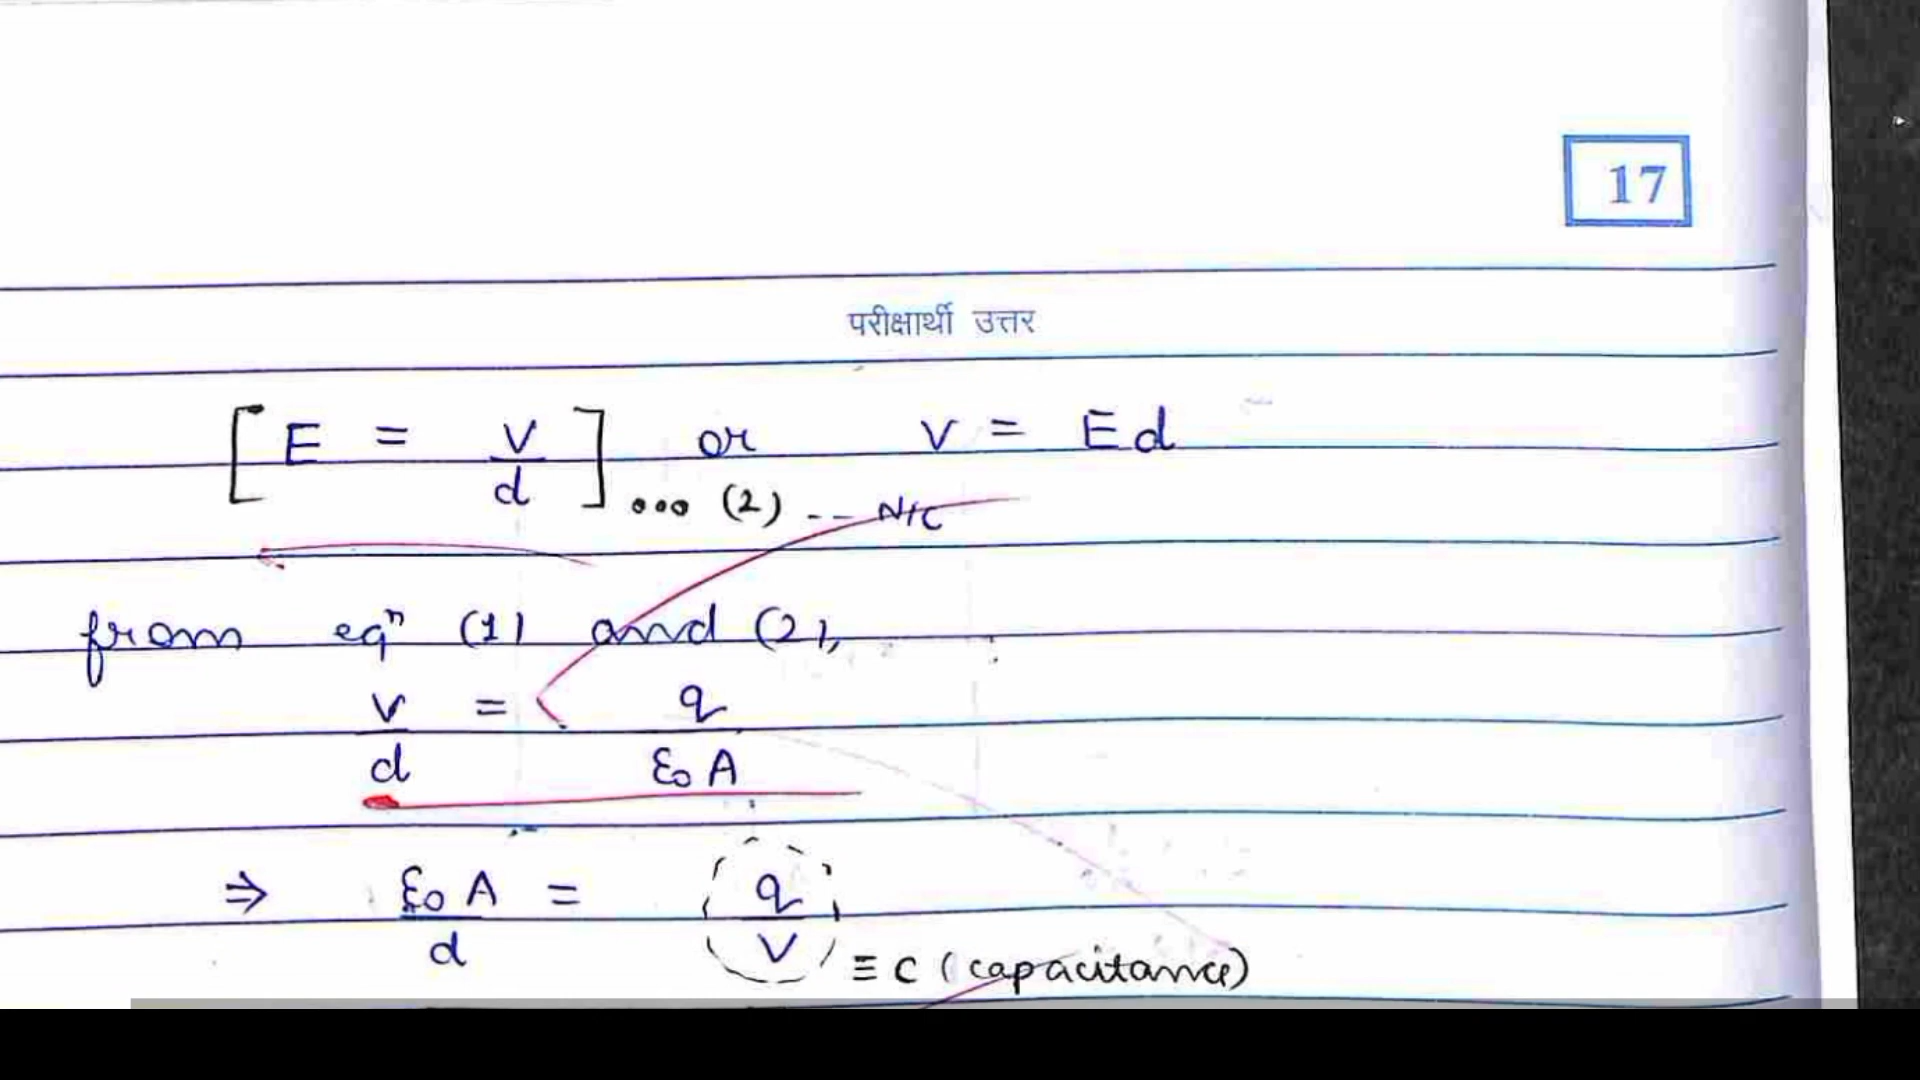 17
परीक्षार्थी उत्तर
[E = V/d] or V = Ed
... (2) -- N/C
from eqⁿ (1) and (2),
V/d = q/ε₀A
⇒ ε₀A/d = q/V ≡ C (capacitance)